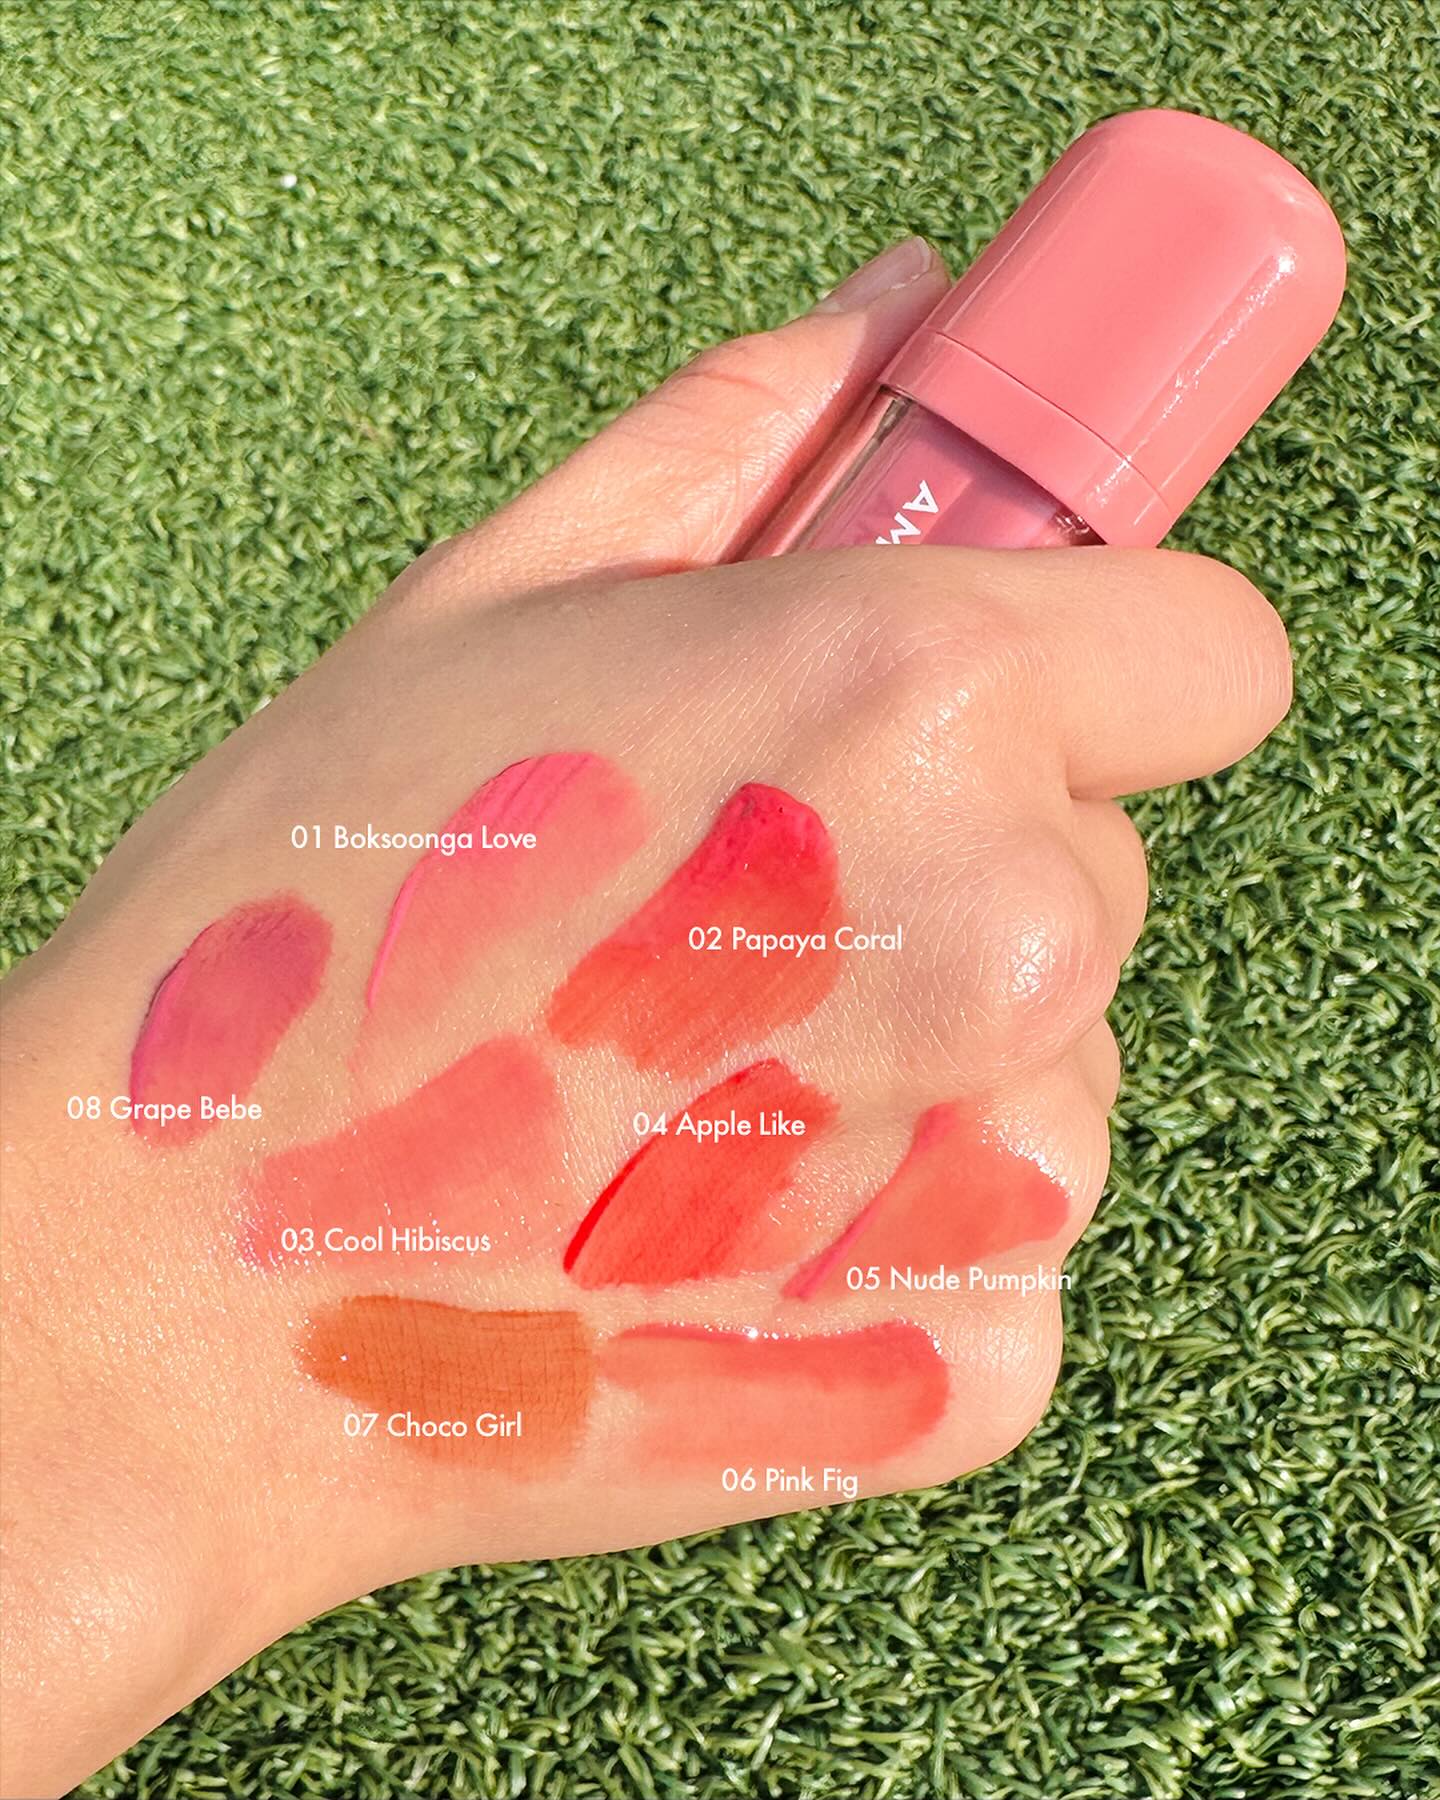 AM
01 Boksoonga Love
02 Papaya Coral
08 Grape Bebe
04 Apple Like
03 Cool Hibiscus
05 Nude Pumpkin
07 Choco Girl
06 Pink Fig